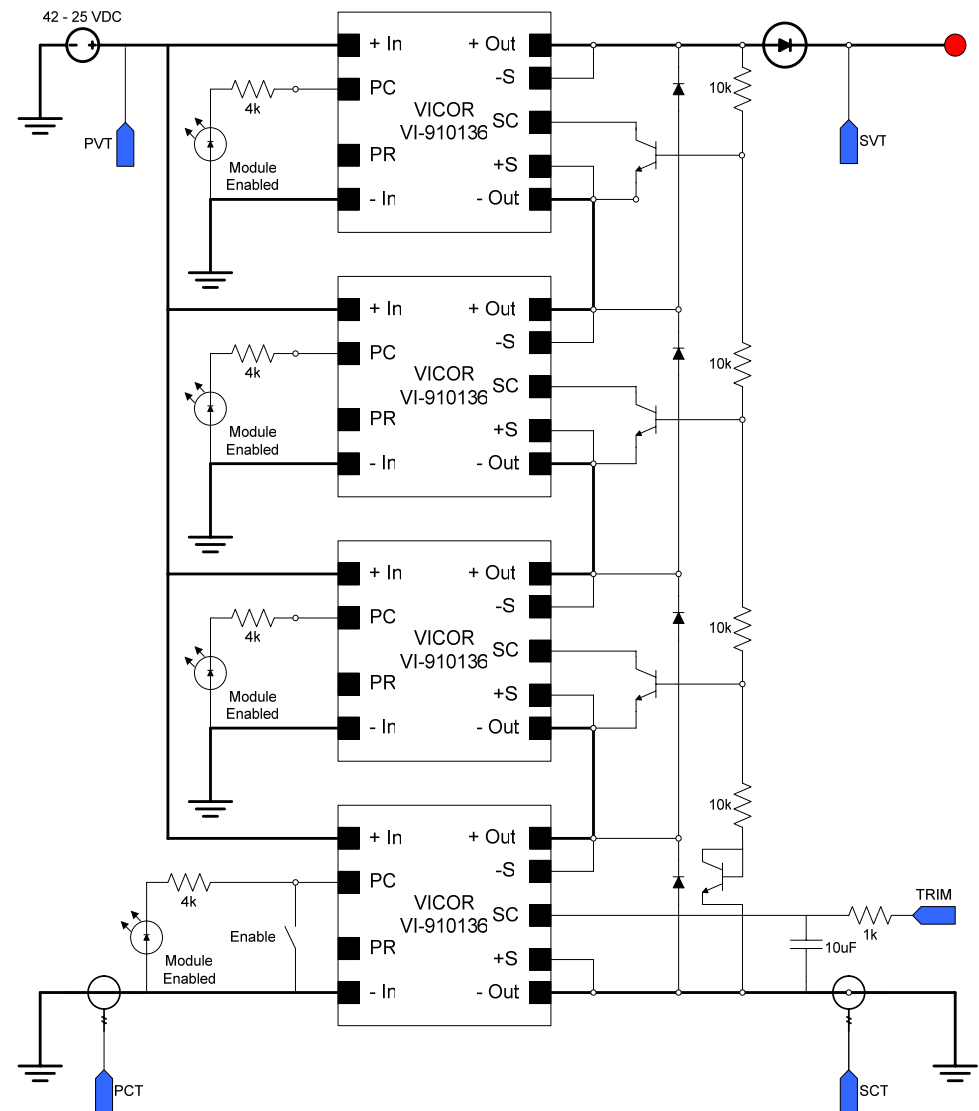 42 - 25 VDC
PVT
4k
Module
Enabled
+ In
PC
PR
- In
VICOR
VI-910136
+ Out
-S
SC
+S
- Out
10k
SVT
4k
Module
Enabled
+ In
PC
PR
- In
VICOR
VI-910136
+ Out
-S
SC
+S
- Out
10k
4k
Module
Enabled
+ In
PC
PR
- In
VICOR
VI-910136
+ Out
-S
SC
+S
- Out
10k
4k
Module
Enabled
Enable
+ In
PC
PR
- In
VICOR
VI-910136
+ Out
-S
SC
+S
- Out
10k
TRIM
1k
10uF
PCT
SCT